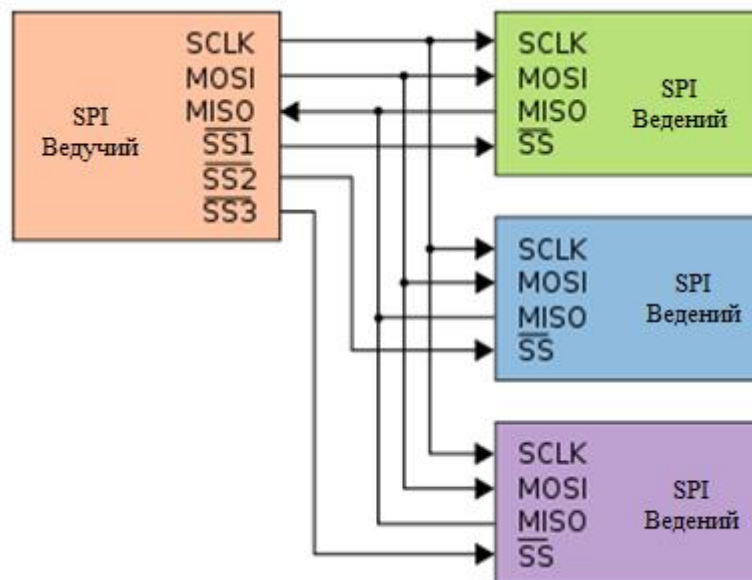 SCLK
MOSI
MISO
SS1
SS2
SS3
SPI
Ведучий
SCLK
MOSI
MISO
SS
SPI
Ведений
SCLK
MOSI
MISO
SS
SPI
Ведений
SCLK
MOSI
MISO
SS
SPI
Ведений